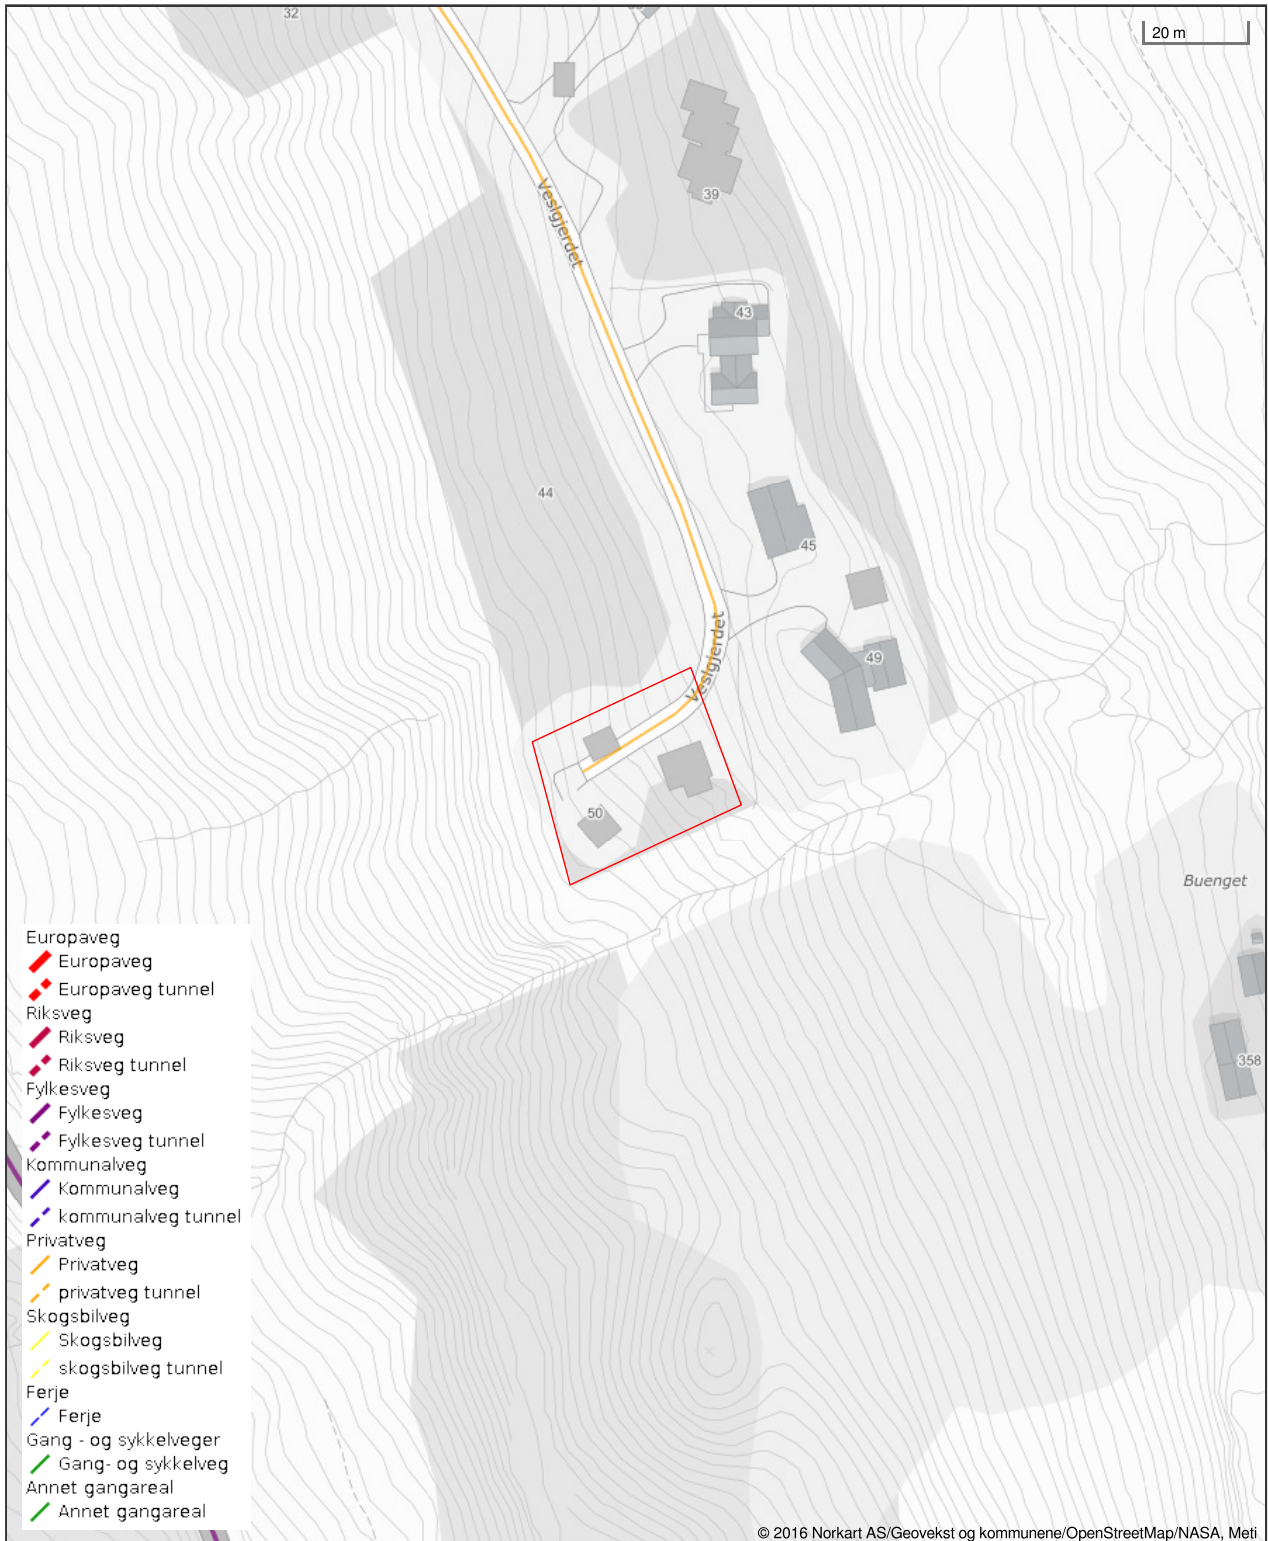 32
20 m
39
Veslgjerdet
43
44
45
Veslgjerdet
49
50
Buenget
358
Europaveg
Europaveg
Europaveg tunnel
Riksveg
Riksveg
Riksveg tunnel
Fylkesveg
Fylkesveg
Fylkesveg tunnel
Kommunalveg
Kommunalveg
kommunalveg tunnel
Privatveg
Privatveg
privatveg tunnel
Skogsbilveg
Skogsbilveg
skogsbilveg tunnel
Ferje
Ferje
Gang - og sykkelveger
Gang- og sykkelveg
Annet gangareal
Annet gangareal
© 2016 Norkart AS/Geovekst og kommunene/OpenStreetMap/NASA, Meti